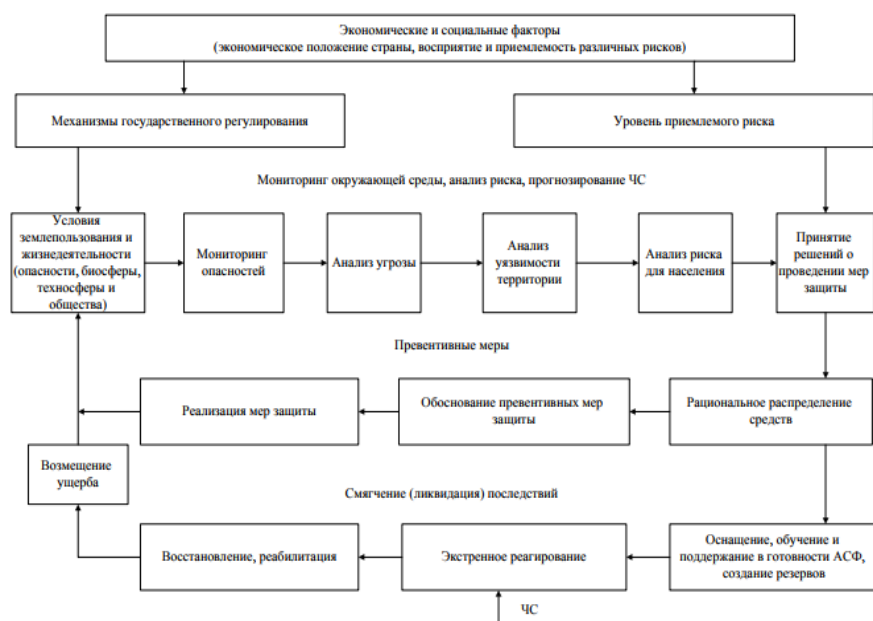 Экономические и социальные факторы
(экономическое положение страны, восприятие и приемлемость различных рисков)
Механизмы государственного регулирования
Уровень приемлемого риска
Мониторинг окружающей среды, анализ риска, прогнозирование ЧС
Условия
землепользования и
жизнедеятельности
(опасности, биосферы,
техносферы и
общества)
Мониторинг
опасностей
Анализ угрозы
Анализ
уязвимости
территории
Анализ риска
для населения
Принятие
решений о
проведении мер
защиты
Превентивные меры
Реализация мер защиты
Обоснование превентивных мер
защиты
Рациональное распределение
средств
Возмещение
ущерба
Смягчение (ликвидация) последствий
Восстановление, реабилитация
Экстренное реагирование
Оснащение, обучение и
поддержание в готовности АСФ,
создание резервов
ЧС